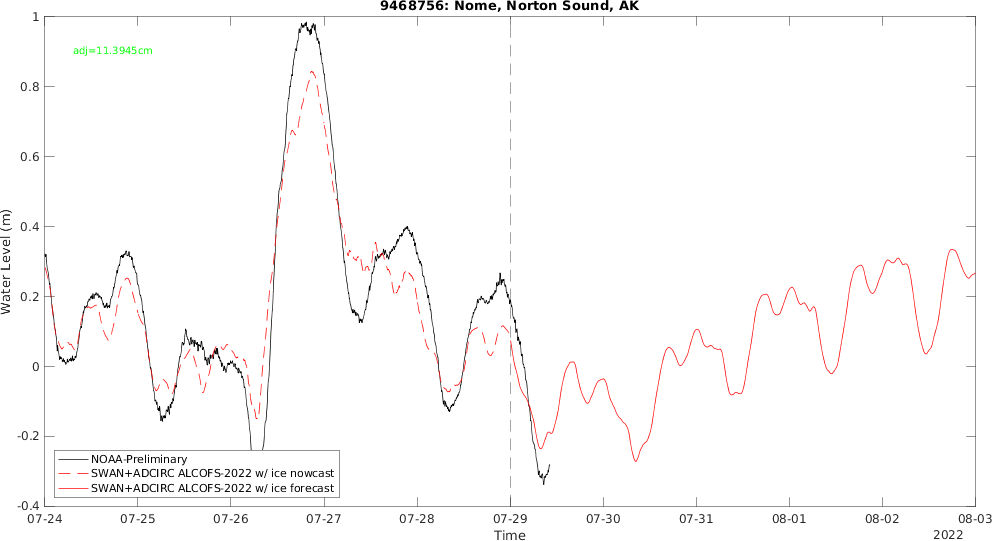 9468756: Nome, Norton Sound, AK
adj=11.3945cm
Water Level (m)
1
0.8
0.6
0.4
0.2
0
-0.2
-0.4
NOAA-Preliminary
SWAN+ADCIRC ALCOFS-2022 w/ ice nowcast
SWAN+ADCIRC ALCOFS-2022 w/ ice forecast
07-24 07-25 07-26 07-27 07-28 07-29 07-30 07-31 08-01 08-02 08-03
Time
2022